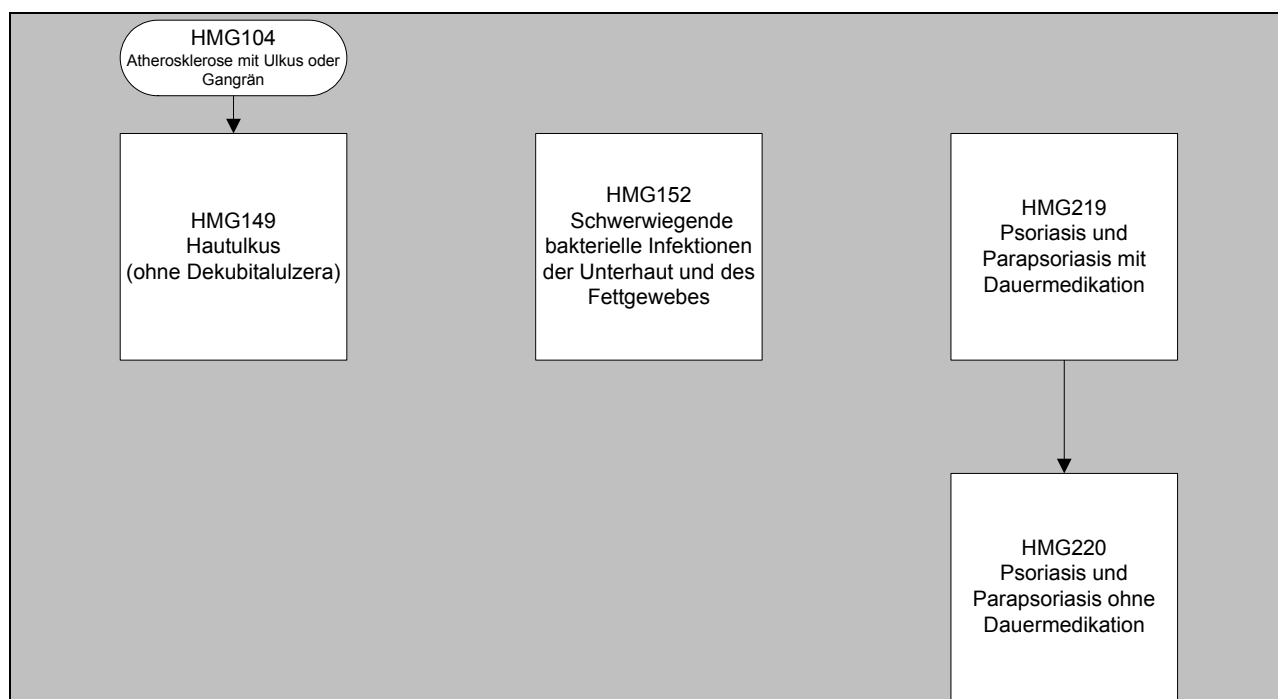 HMG104
Atherosklerose mit Ulkus oder
Gangrän
HMG149
Hautulkus
(ohne Dekubitalulzera)
HMG152
Schwerwiegende
bakterielle Infektionen
der Unterhaut und des
Fettgewebes
HMG219
Psoriasis und
Parapsoriasis mit
Dauermedikation
HMG220
Psoriasis und
Parapsoriasis ohne
Dauermedikation